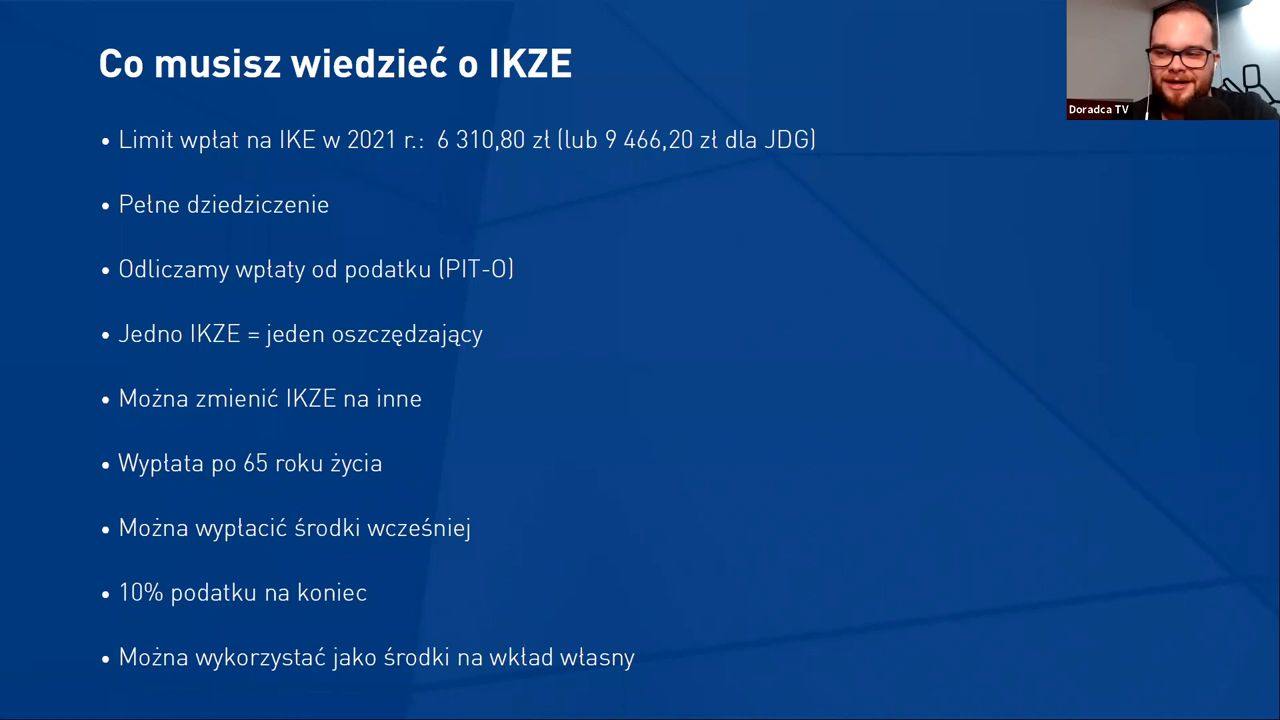 Co musisz wiedzieć o IKZE
• Limit wpłat na IKE w 2021 r.: 6 310,80 zł (lub 9 466,20 zł dla JDG)
• Pełne dziedziczenie
• Odliczamy wpłaty od podatku (PIT-O)
• Jedno IKZE = jeden oszczędzający
• Można zmienić IKZE na inne
• Wypłata po 65 roku życia
• Można wypłacić środki wcześniej
• 10% podatku na koniec
• Można wykorzystać jako środki na wkład własny
Doradca TV